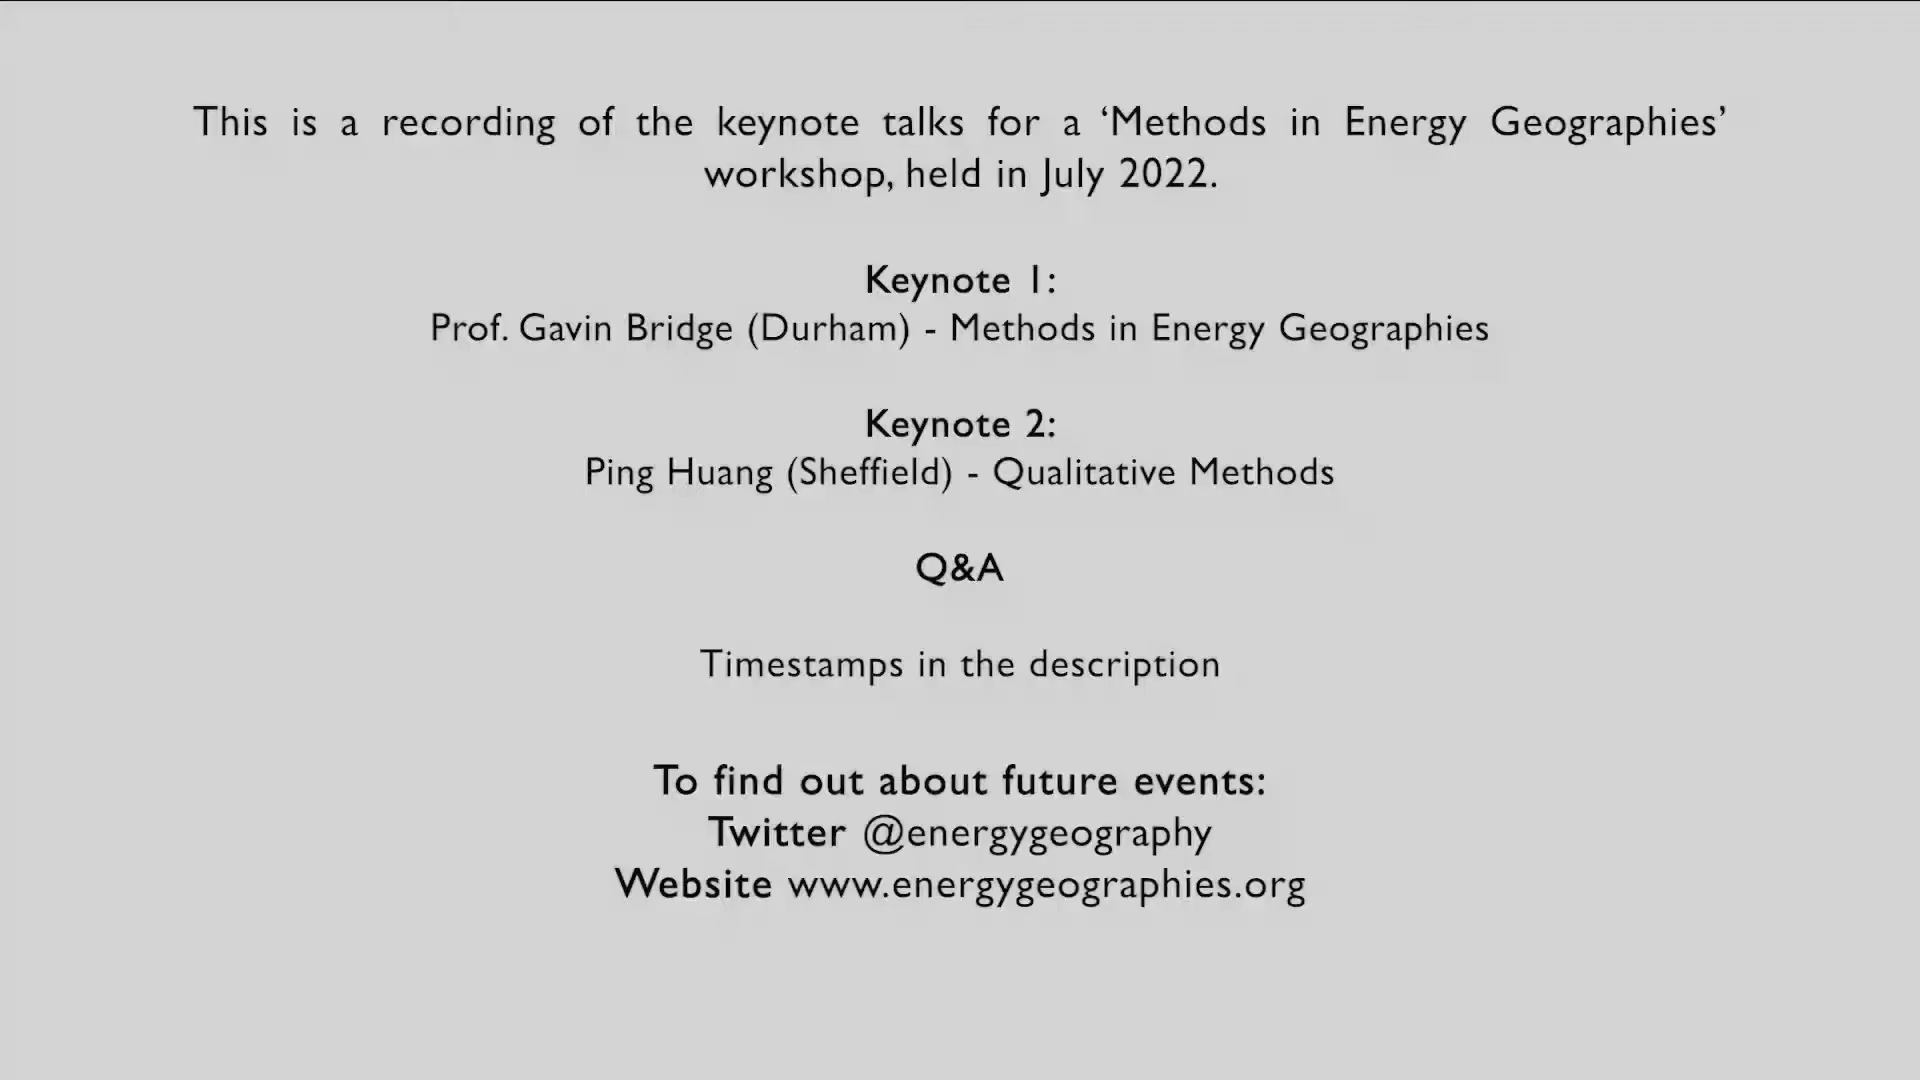 This is a recording of the keynote talks for a ‘Methods in Energy Geographies’
workshop, held in July 2022.
Keynote 1:
Prof. Gavin Bridge (Durham) - Methods in Energy Geographies
Keynote 2:
Ping Huang (Sheffield) - Qualitative Methods
Q&A
Timestamps in the description
To find out about future events:
Twitter @energygeography
Website www.energygeographies.org